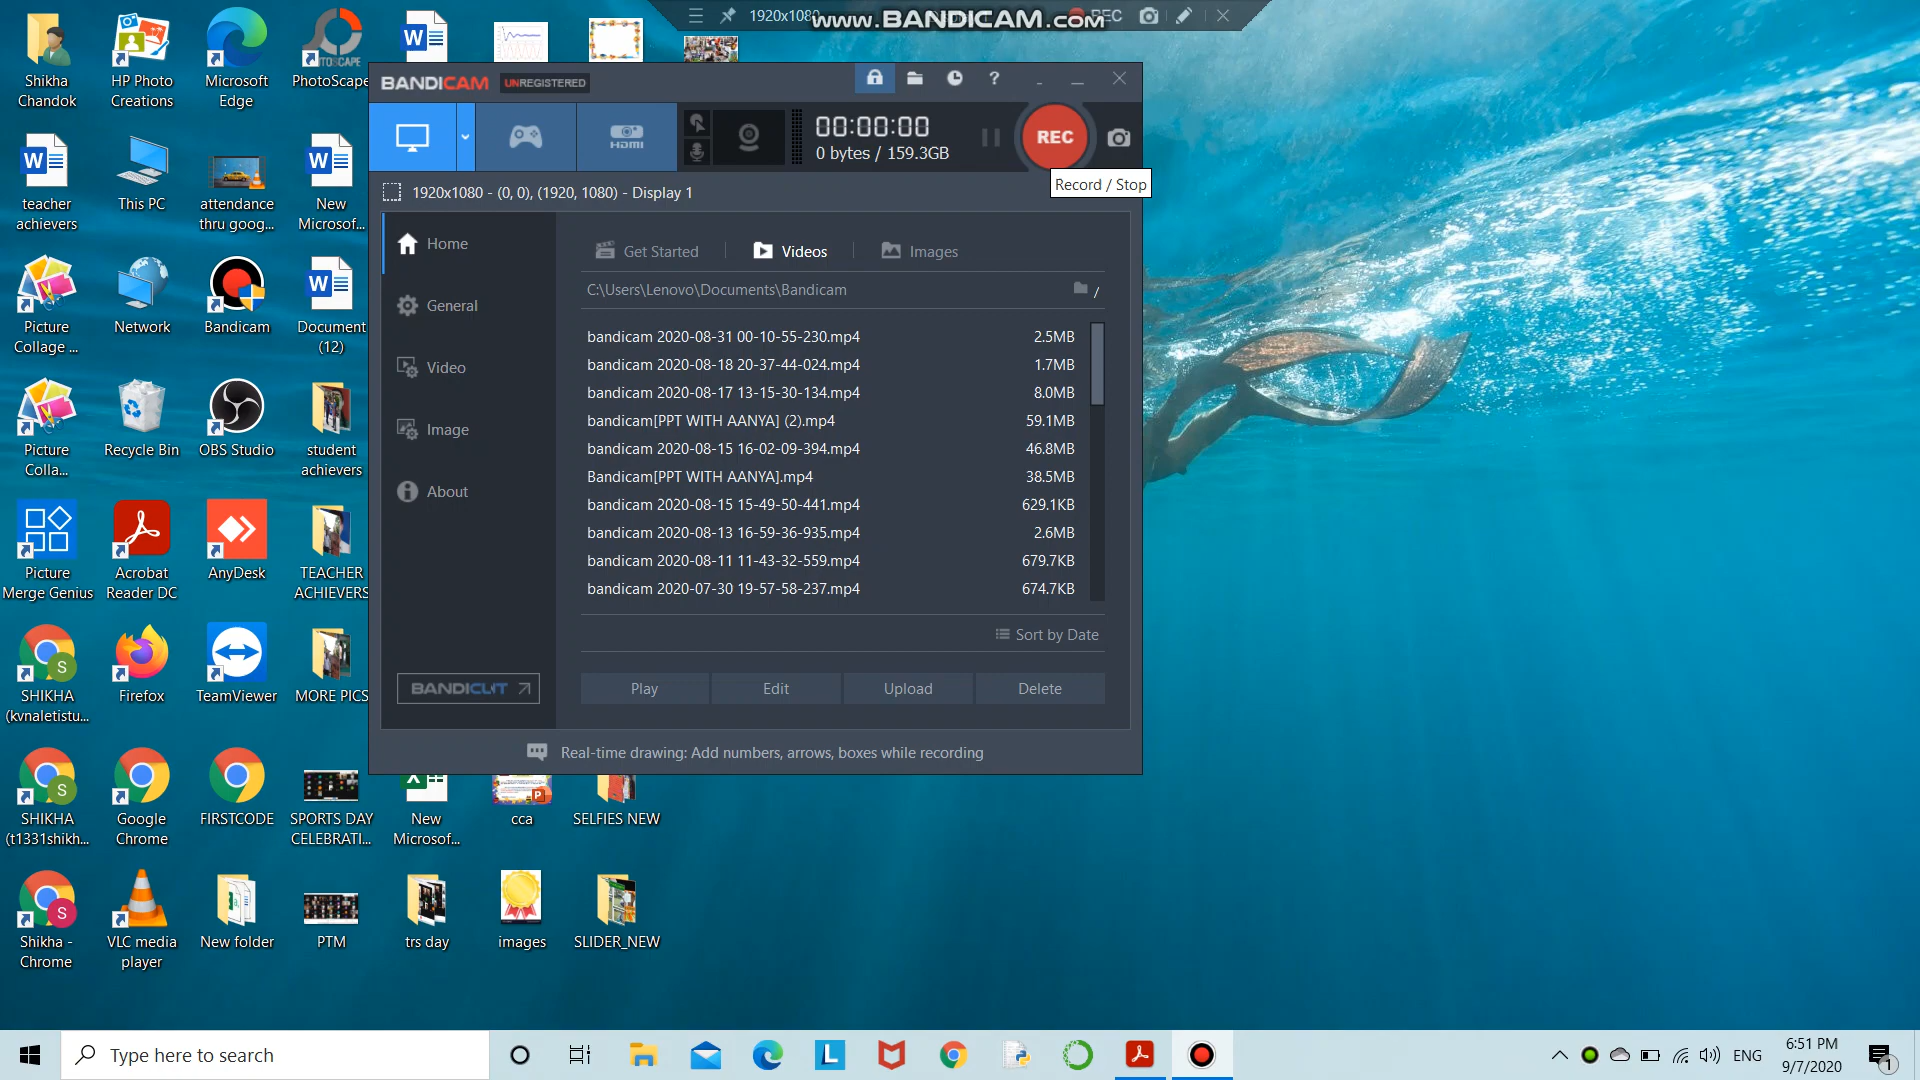 1920x1080
www.BANDICAM.com
REC
Shikha
Chandok
HP Photo
Creations
Microsoft
Edge
PhotoScape
BANDICAM UNREGISTERED
?
HDMI
00:00:00
0 bytes / 159.3GB
REC
Record / Stop
1920x1080 - (0, 0), (1920, 1080) - Display 1
teacher
achievers
This PC
attendance
thru goog...
New
Microsof...
Home
General
Video
Image
About
Get Started
Videos
Images
C:\Users\Lenovo\Documents\Bandicam
/
bandicam 2020-08-31 00-10-55-230.mp4 2.5MB
bandicam 2020-08-18 20-37-44-024.mp4 1.7MB
bandicam 2020-08-17 13-15-30-134.mp4 8.0MB
bandicam[PPT WITH AANYA] (2).mp4 59.1MB
bandicam 2020-08-15 16-02-09-394.mp4 46.8MB
Bandicam[PPT WITH AANYA].mp4 38.5MB
bandicam 2020-08-15 15-49-50-441.mp4 629.1KB
bandicam 2020-08-13 16-59-36-935.mp4 2.6MB
bandicam 2020-08-11 11-43-32-559.mp4 679.7KB
bandicam 2020-07-30 19-57-58-237.mp4 674.7KB
Sort by Date
BANDICUT
Play
Edit
Upload
Delete
Real-time drawing: Add numbers, arrows, boxes while recording
Picture
Collage ...
Network
Bandicam
Document
(12)
Picture
Colla...
Recycle Bin
OBS Studio
student
achievers
Picture
Merge Genius
Acrobat
Reader DC
AnyDesk
TEACHER
ACHIEVERS
SHIKHA
(kvnaletistu...
Firefox
TeamViewer
MORE PICS
SHIKHA
(t1331shikh...
Google
Chrome
FIRSTCODE
SPORTS DAY
CELEBRATI...
New
Microsof...
cca
SELFIES NEW
Shikha -
Chrome
VLC media
player
New folder
PTM
trs day
images
SLIDER_NEW
Type here to search
L
ENG
6:51 PM
9/7/2020
1